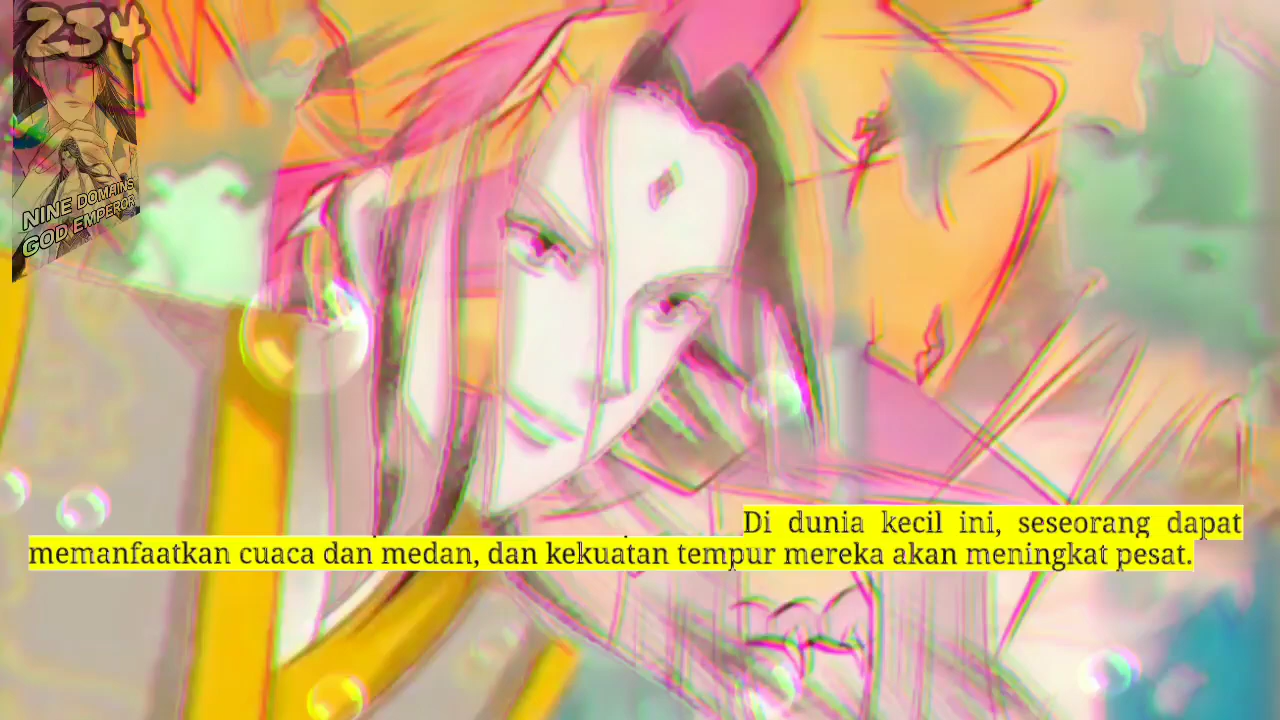 234
NINE DOMAINS
GOD EMPEROR
Di dunia kecil ini, seseorang dapat
memanfaatkan cuaca dan medan, dan kekuatan tempur mereka akan meningkat pesat.